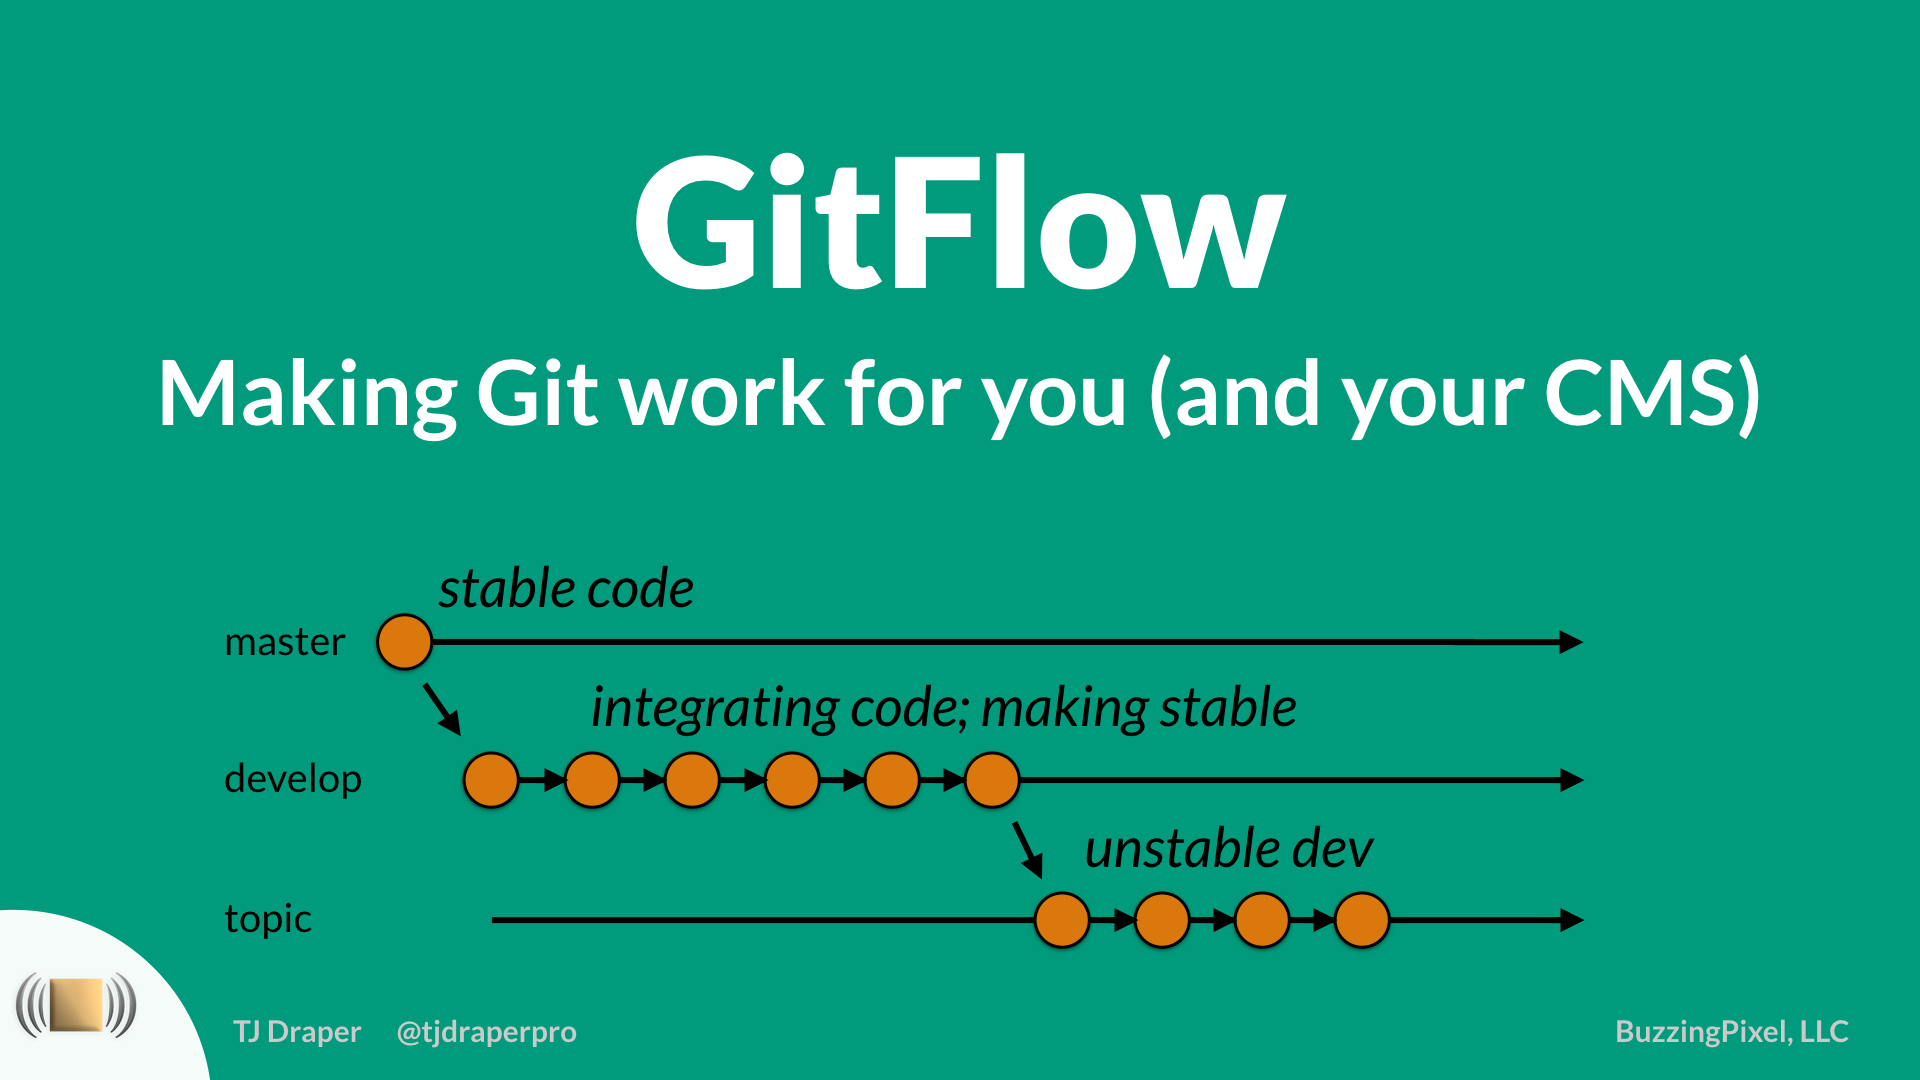 GitFlow
Making Git work for you (and your CMS)
stable code
master
integrating code; making stable
develop
unstable dev
topic
TJ Draper @tjdraperpro
BuzzingPixel, LLC